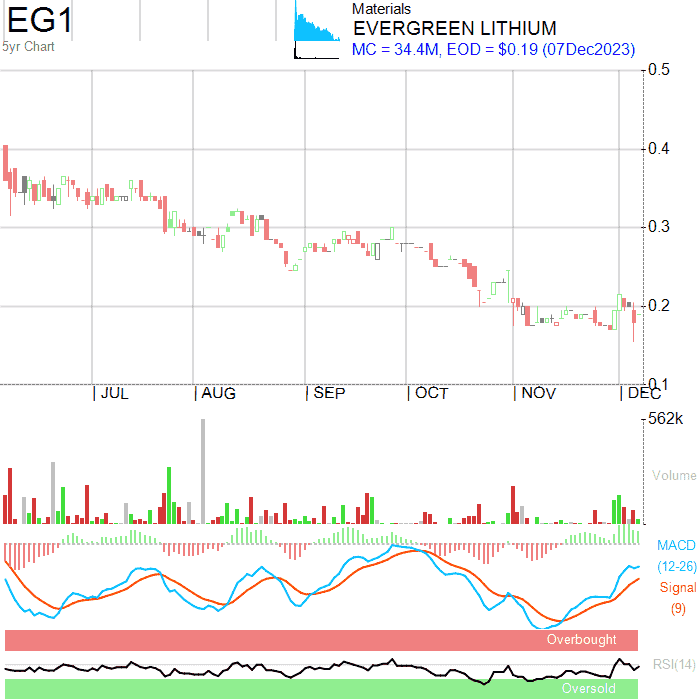 EG1
5yr Chart
Materials
EVERGREEN LITHIUM
MC = 34.4M, EOD = $0.19 (07Dec2023)
0.5
0.4
0.3
0.2
0.1
JUL
AUG
SEP
OCT
NOV
DEC
562k
Volume
MACD
(12-26)
Signal
(9)
Overbought
RSI(14)
Oversold